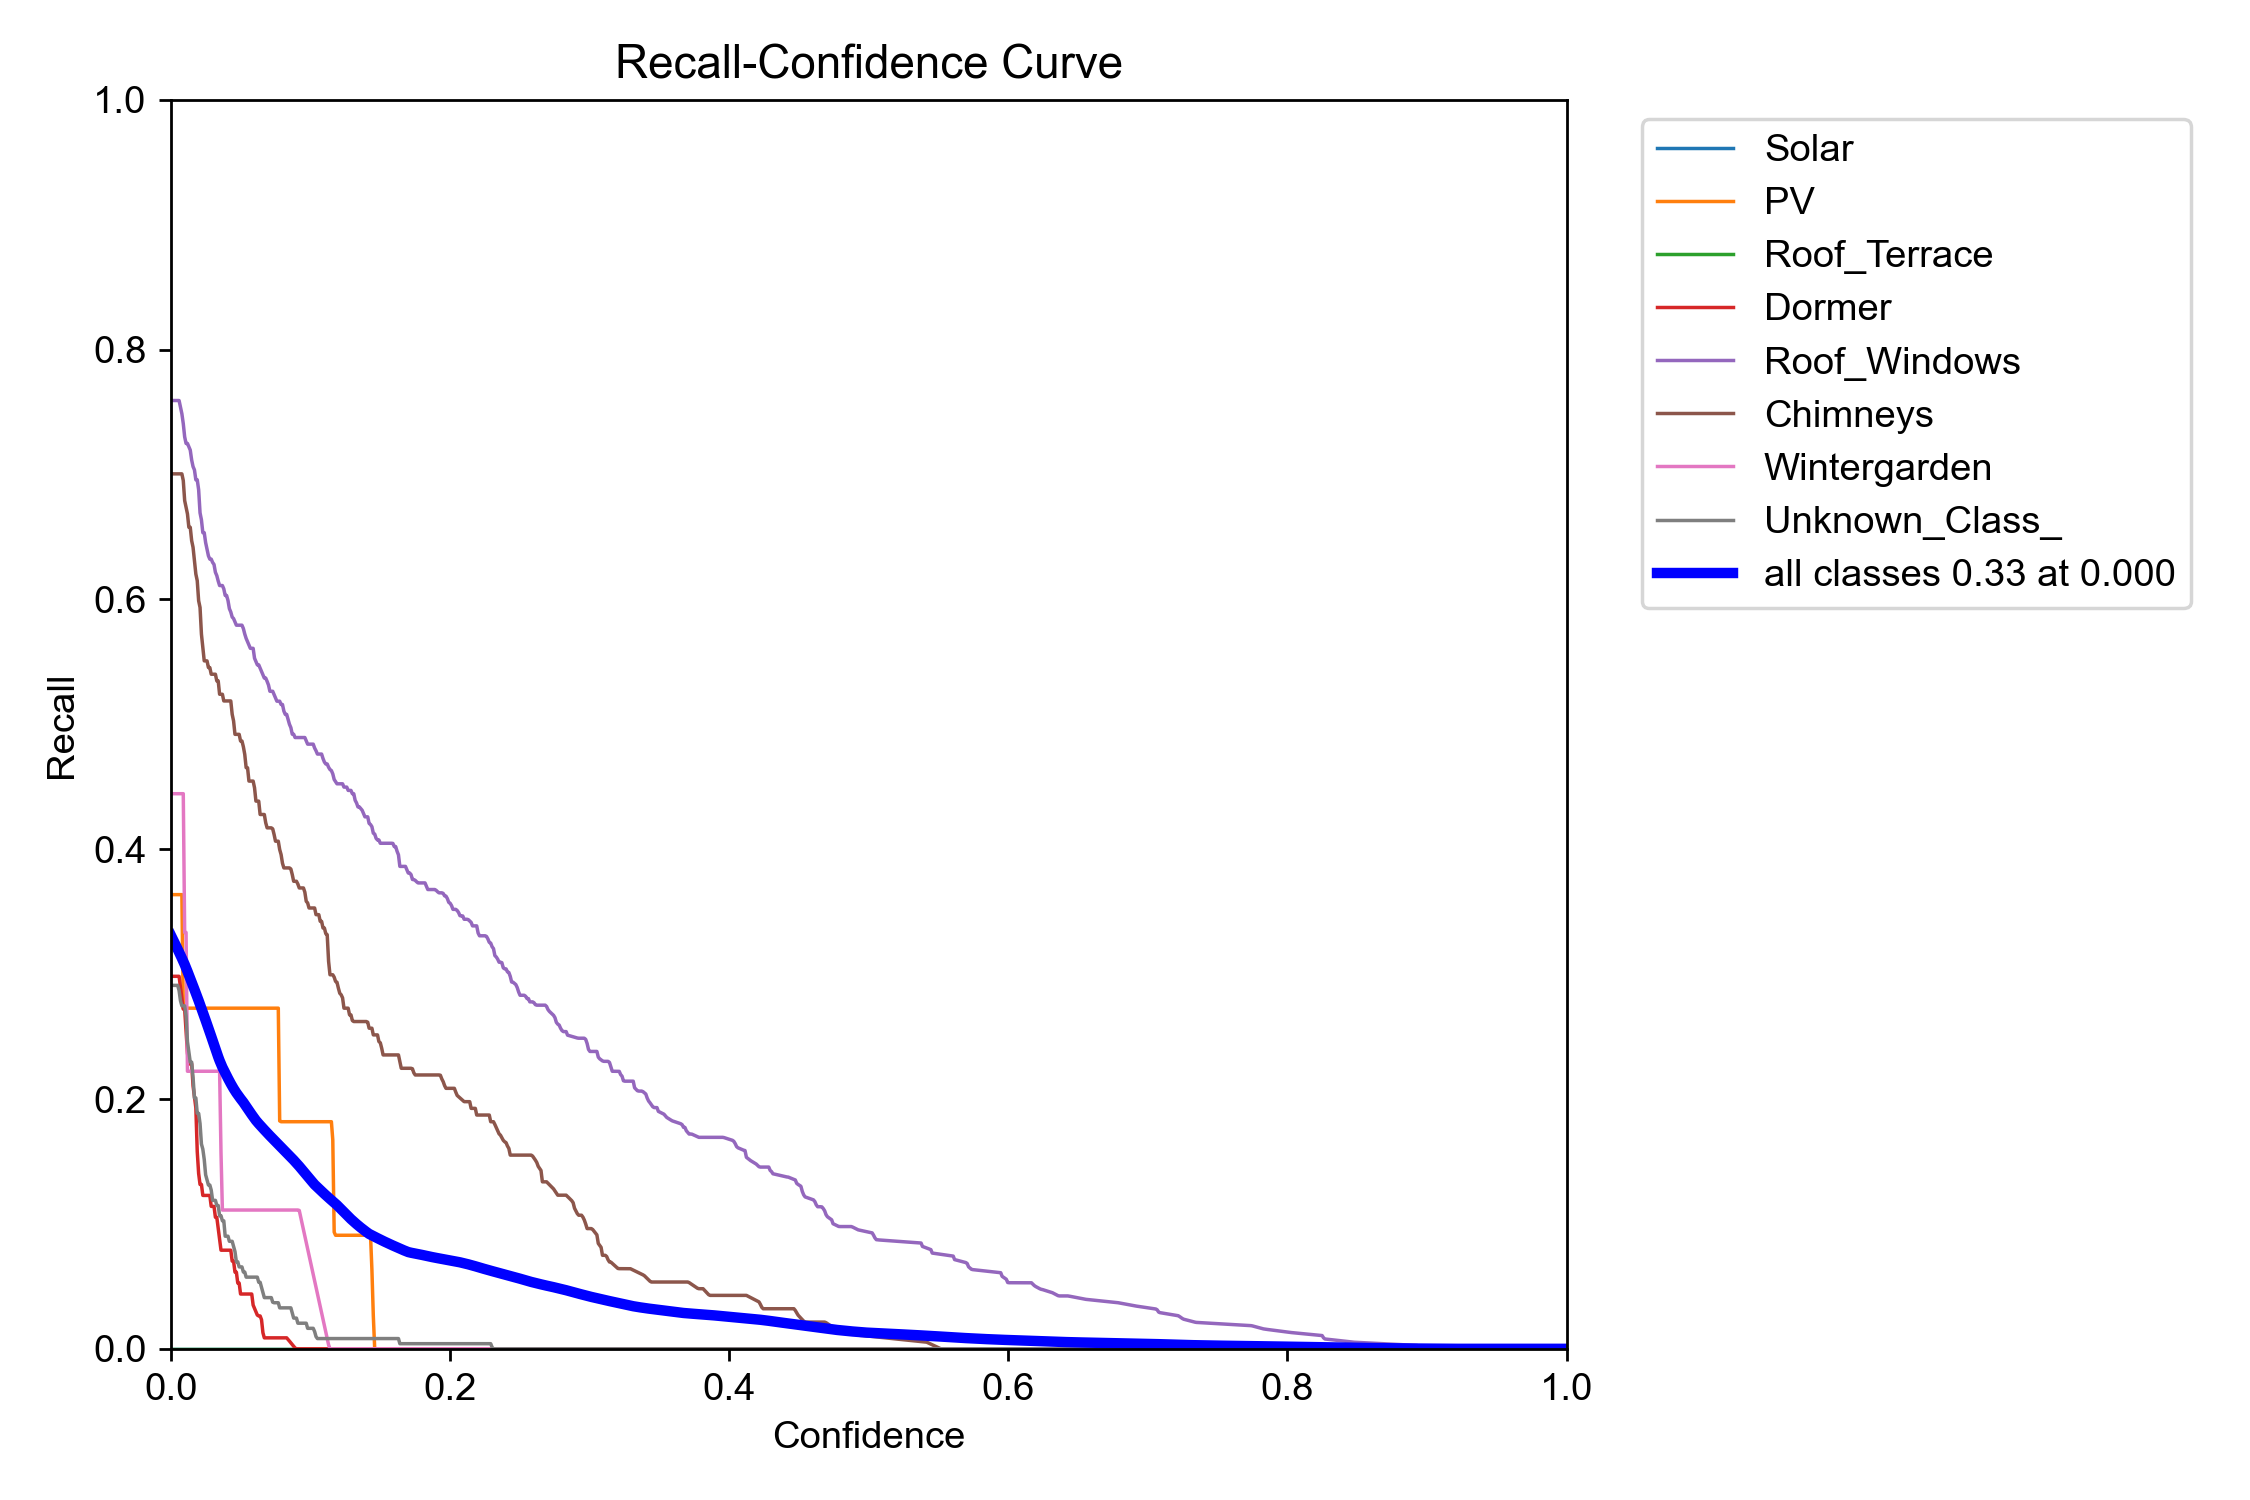 Recall-Confidence Curve
1.0
0.8
0.6
0.4
0.2
0.0
Recall
0.0 0.2 0.4 0.6 0.8 1.0
Confidence
Solar
PV
Roof_Terrace
Dormer
Roof_Windows
Chimneys
Wintergarden
Unknown_Class_
all classes 0.33 at 0.000